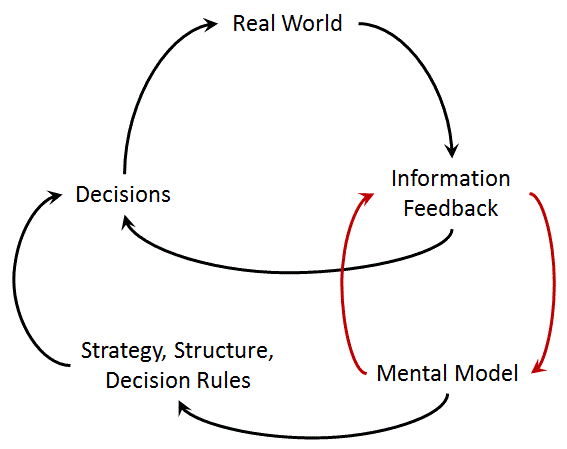 Real World
Information
Feedback
Decisions
Strategy, Structure,
Decision Rules
Mental Model